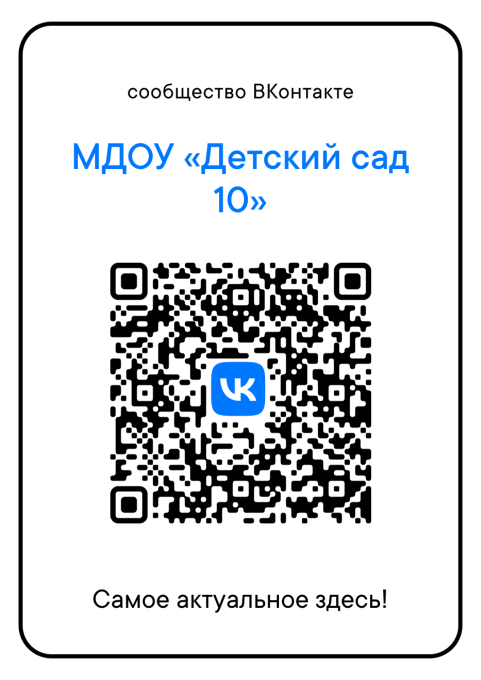 сообщество ВКонтакте
МДОУ «Детский сад
10»
Самое актуальное здесь!